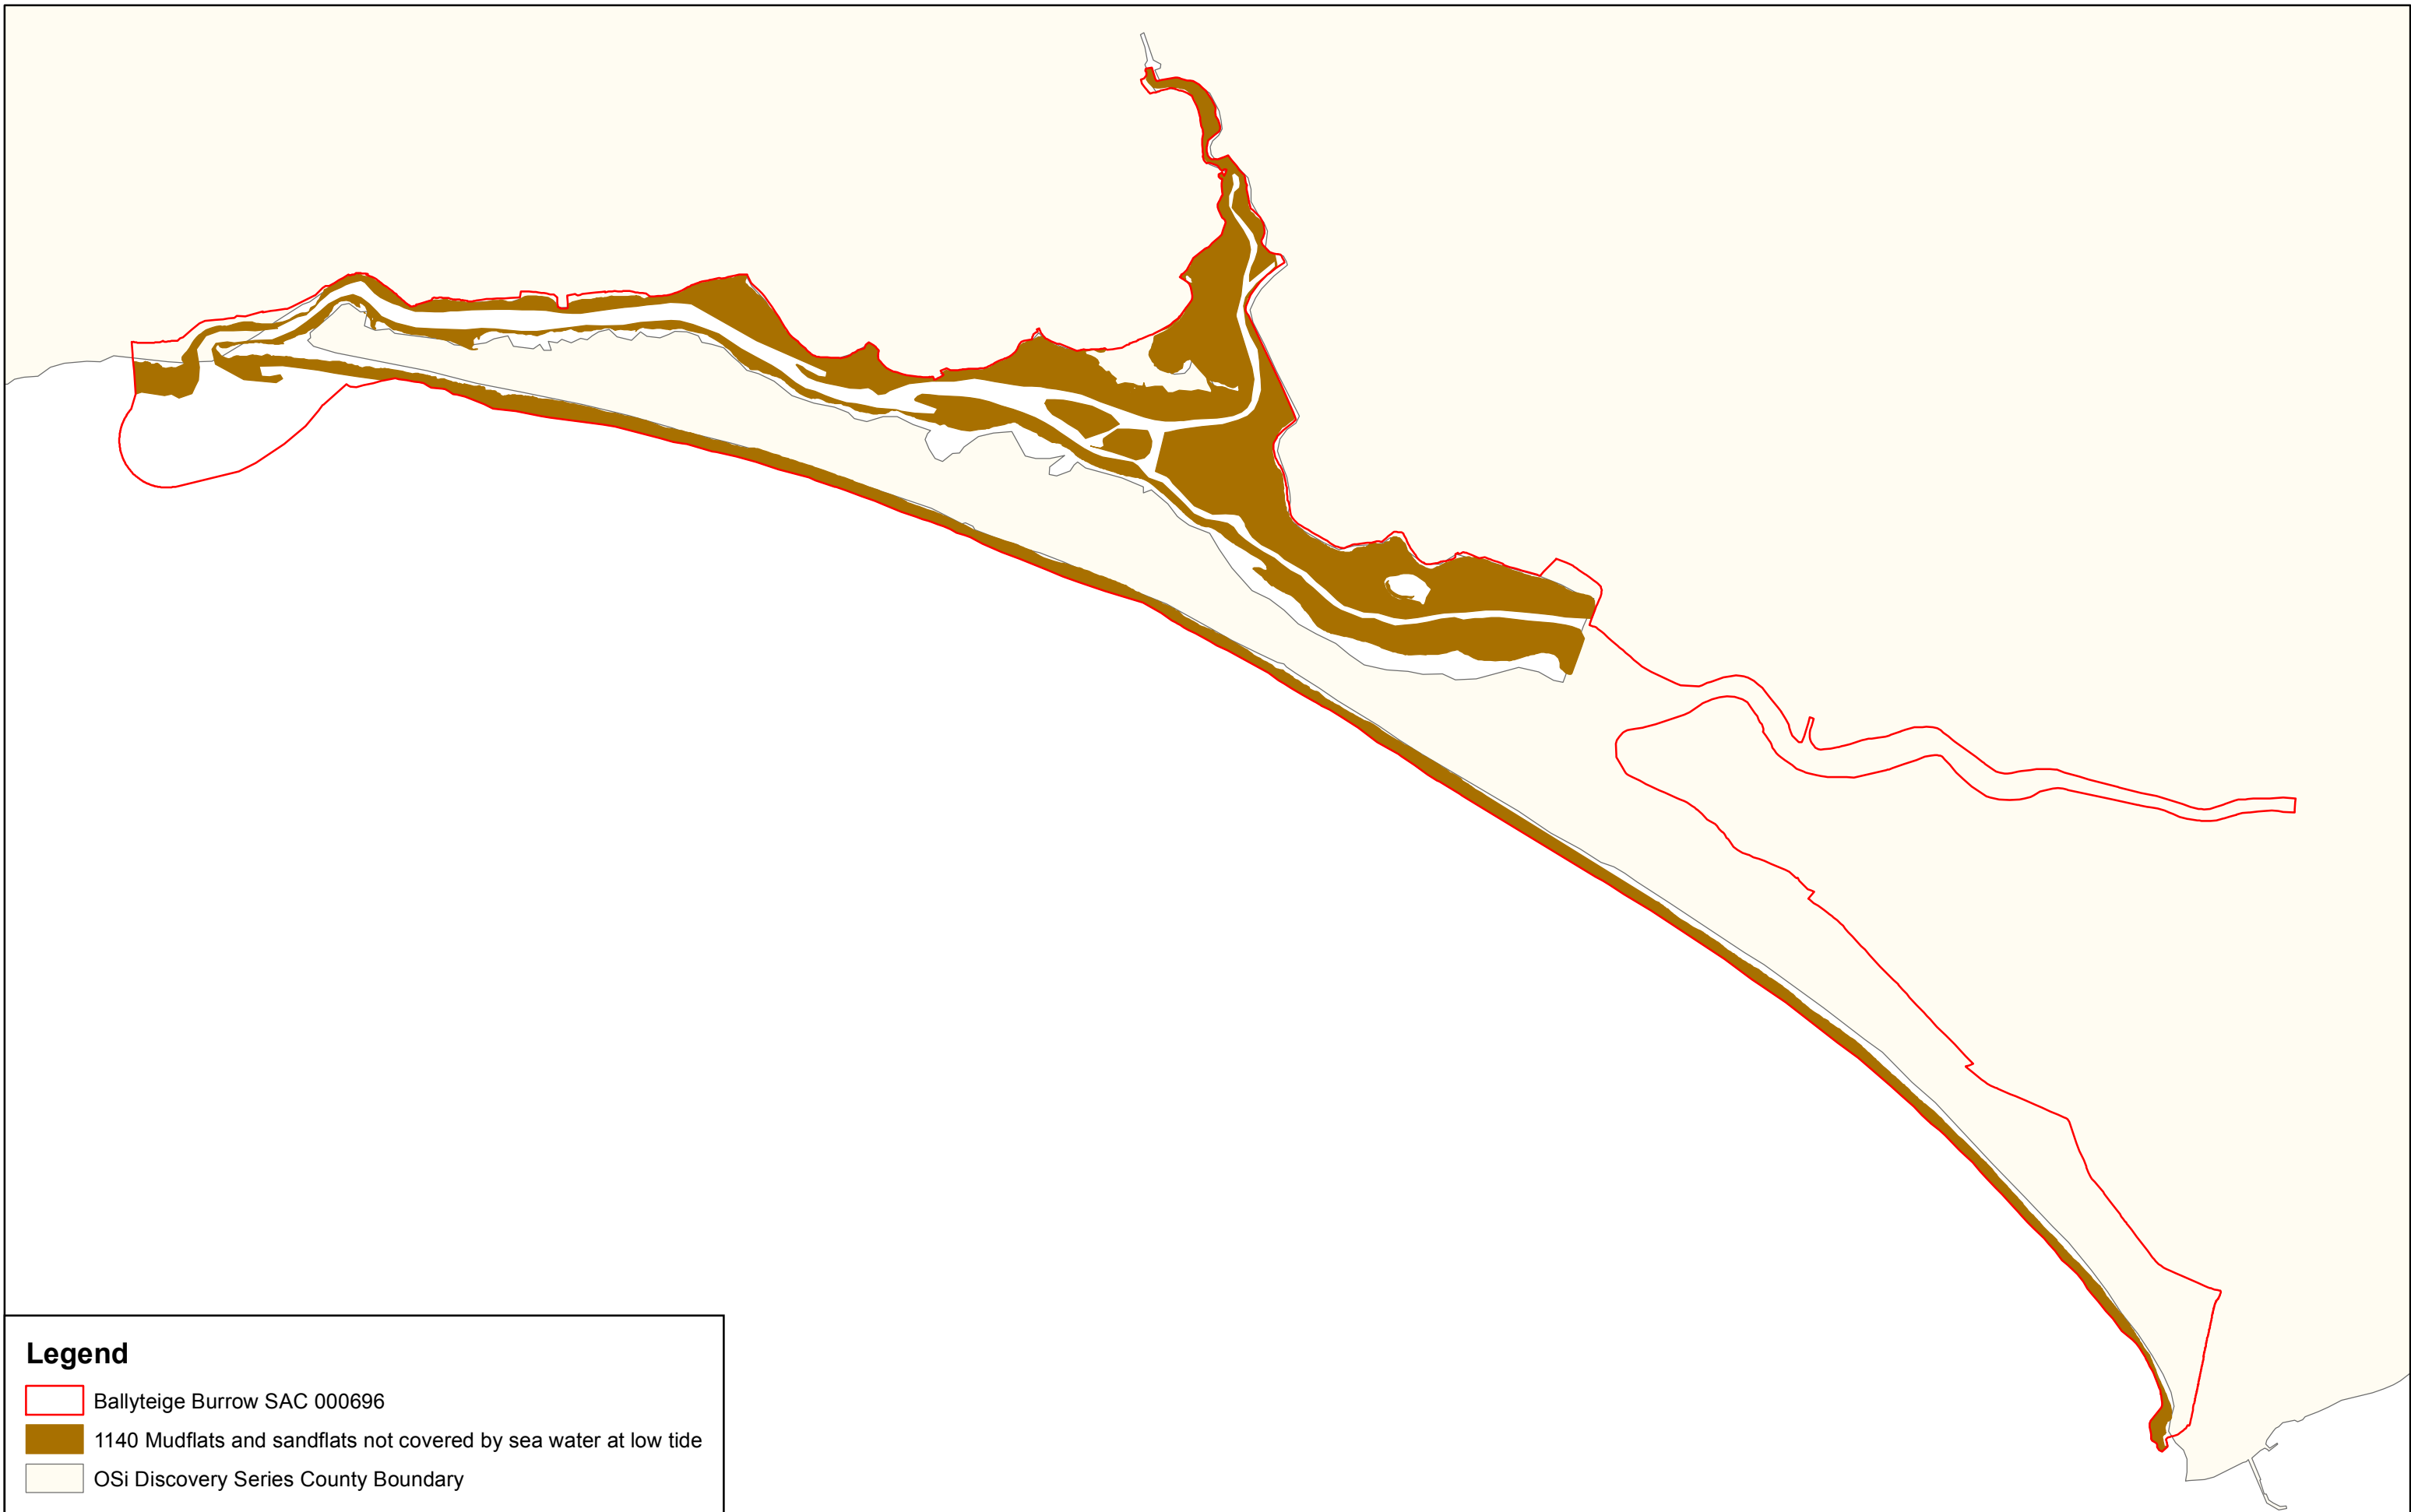 Legend
Ballyteige Burrow SAC 000696
1140 Mudflats and sandflats not covered by sea water at low tide
OSi Discovery Series County Boundary